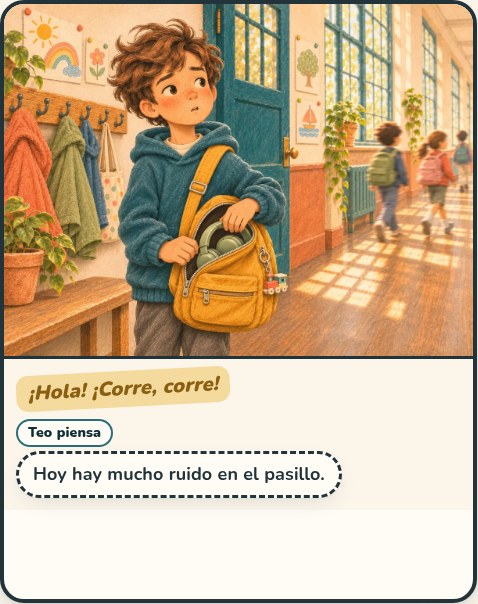 ¡Hola! ¡Corre, corre!
Teo piensa
Hoy hay mucho ruido en el pasillo.